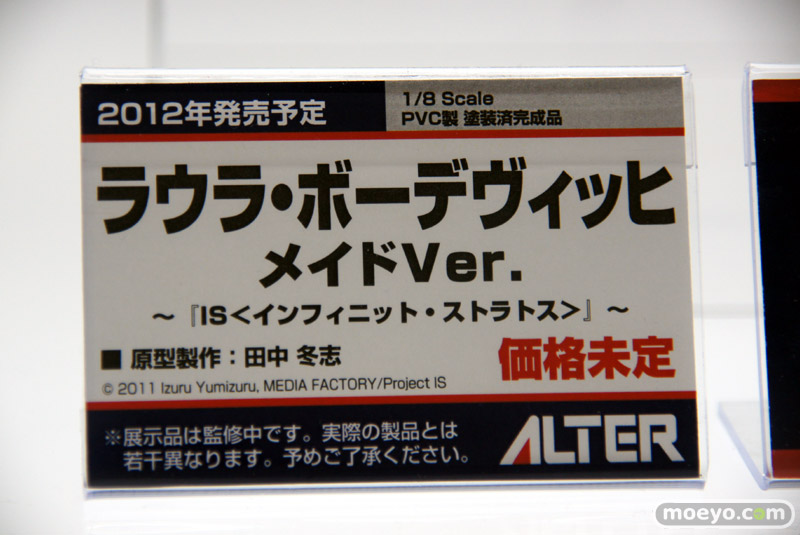 2012年発売予定
1/8 Scale
PVC製 塗装済完成品
ラウラ・ボーデヴィッヒ
メイドVer.
～『IS<インフィニット・ストラトス>』～
■ 原型製作：田中 冬志
価格未定
© 2011 Izuru Yumizuru, MEDIA FACTORY/Project IS
※展示品は監修中です。実際の製品とは
若干異なります。予めご了承ください。
ALTER
moeyo.com